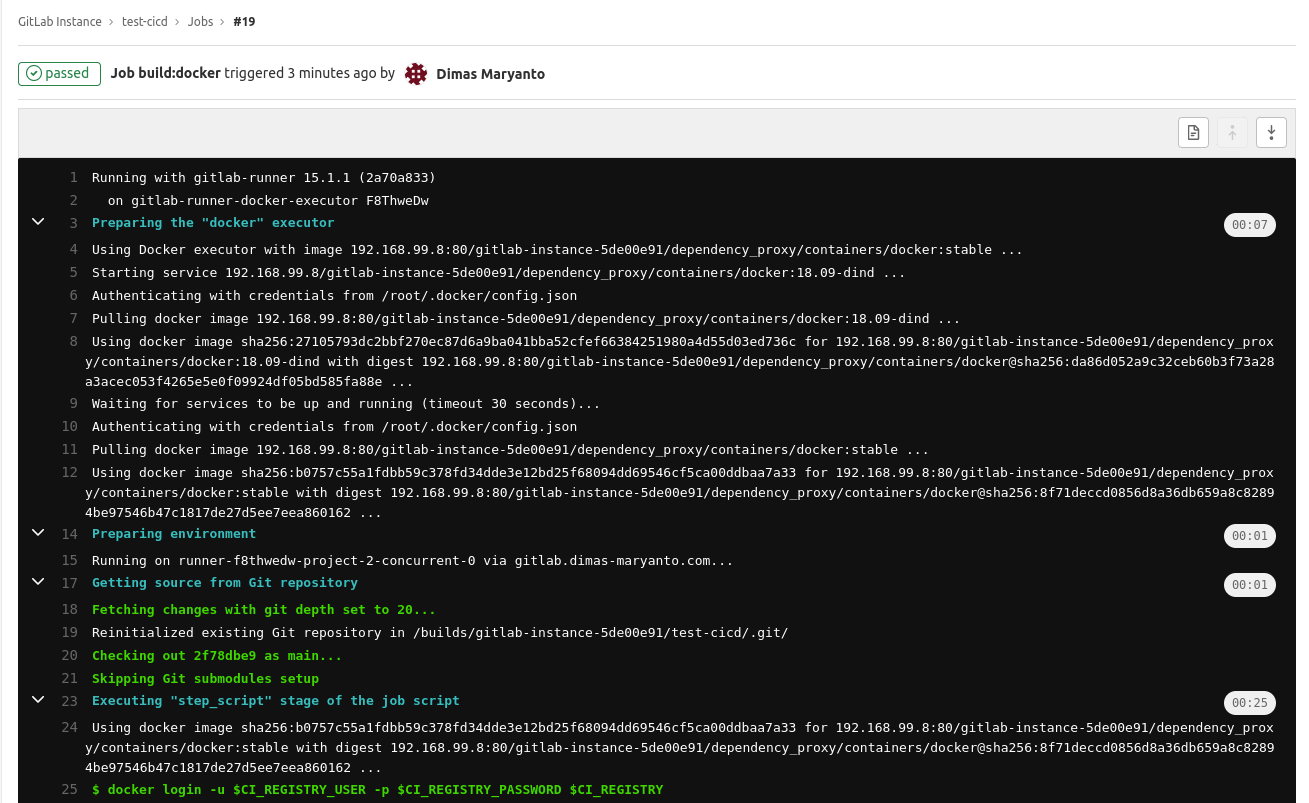 GitLab Instance > test-cicd > Jobs > #19
passed Job build:docker triggered 3 minutes ago by Dimas Maryanto
1 Running with gitlab-runner 15.1.1 (2a70a833)
2 on gitlab-runner-docker-executor F8ThweDw
3 Preparing the "docker" executor 00:07
4 Using Docker executor with image 192.168.99.8:80/gitlab-instance-5de00e91/dependency_proxy/containers/docker:stable ...
5 Starting service 192.168.99.8/gitlab-instance-5de00e91/dependency_proxy/containers/docker:18.09-dind ...
6 Authenticating with credentials from /root/.docker/config.json
7 Pulling docker image 192.168.99.8:80/gitlab-instance-5de00e91/dependency_proxy/containers/docker:18.09-dind ...
8 Using docker image sha256:27105793dc2bbf270ec87d6a9ba041bba52cfef66384251980a4d55d03ed736c for 192.168.99.8:80/gitlab-instance-5de00e91/dependency_prox
y/containers/docker:18.09-dind with digest 192.168.99.8:80/gitlab-instance-5de00e91/dependency_proxy/containers/docker@sha256:da86d052a9c32ceb60b3f73a28
a3acec053f4265e5e0f09924df05bd585fa88e ...
9 Waiting for services to be up and running (timeout 30 seconds)...
10 Authenticating with credentials from /root/.docker/config.json
11 Pulling docker image 192.168.99.8:80/gitlab-instance-5de00e91/dependency_proxy/containers/docker:stable ...
12 Using docker image sha256:b0757c55a1fdbb59c378fd34dde3e12bd25f68094dd69546cf5ca00ddbaa7a33 for 192.168.99.8:80/gitlab-instance-5de00e91/dependency_prox
y/containers/docker:stable with digest 192.168.99.8:80/gitlab-instance-5de00e91/dependency_proxy/containers/docker@sha256:8f71deccd0856d8a36db659a8c8289
4be97546b47c1817de27d5ee7eea860162 ...
14 Preparing environment 00:01
15 Running on runner-f8thwedw-project-2-concurrent-0 via gitlab.dimas-maryanto.com...
17 Getting source from Git repository 00:01
18 Fetching changes with git depth set to 20...
19 Reinitialized existing Git repository in /builds/gitlab-instance-5de00e91/test-cicd/.git/
20 Checking out 2f78dbe9 as main...
21 Skipping Git submodules setup
23 Executing "step_script" stage of the job script 00:25
24 Using docker image sha256:b0757c55a1fdbb59c378fd34dde3e12bd25f68094dd69546cf5ca00ddbaa7a33 for 192.168.99.8:80/gitlab-instance-5de00e91/dependency_prox
y/containers/docker:stable with digest 192.168.99.8:80/gitlab-instance-5de00e91/dependency_proxy/containers/docker@sha256:8f71deccd0856d8a36db659a8c8289
4be97546b47c1817de27d5ee7eea860162 ...
25 $ docker login -u $CI_REGISTRY_USER -p $CI_REGISTRY_PASSWORD $CI_REGISTRY